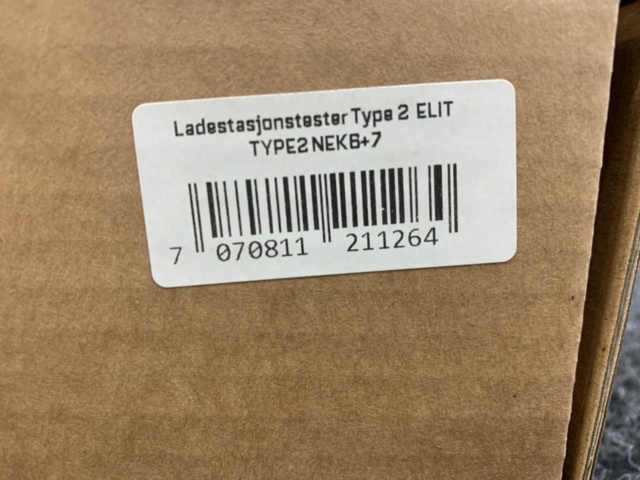 Ladestasjonstester Type 2 ELIT
TYPE2 NEK6+7
7 070811 211264